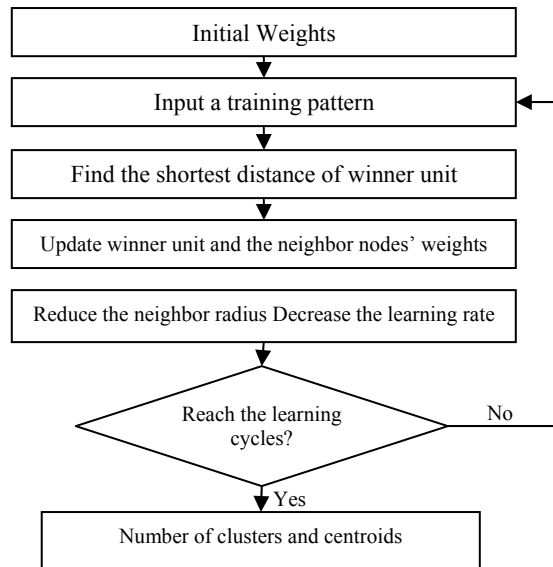 Initial Weights
Input a training pattern
Find the shortest distance of winner unit
Update winner unit and the neighbor nodes’ weights
Reduce the neighbor radius Decrease the learning rate
Reach the learning
cycles?
No
Yes
Number of clusters and centroids